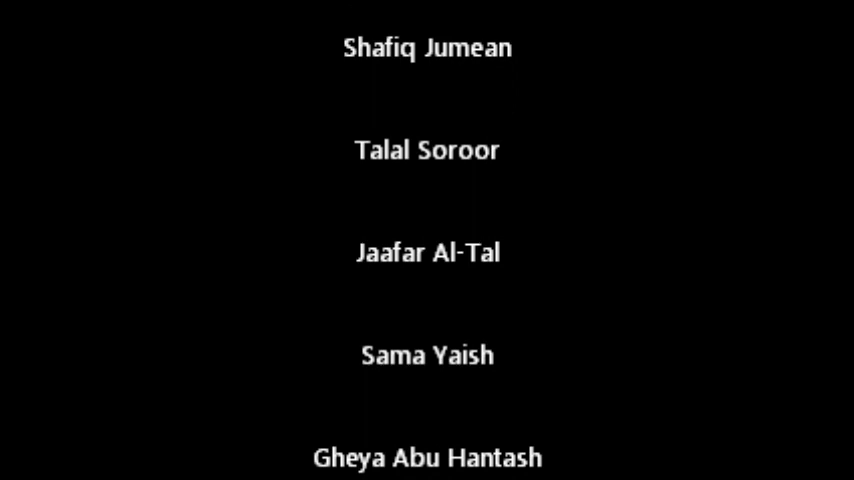 Shafiq Jumean
Talal Soroor
Jaafar Al-Tal
Sama Yaish
Gheya Abu Hantash